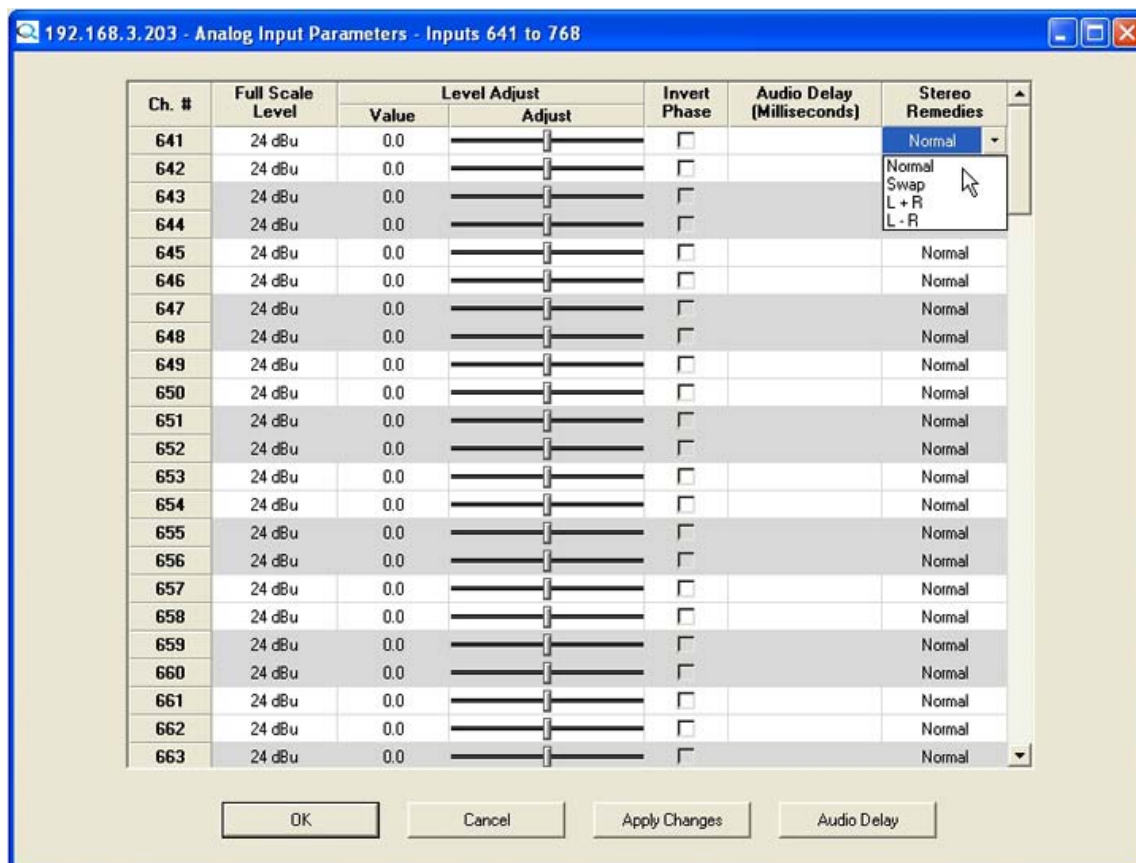 192.168.3.203 - Analog Input Parameters - Inputs 641 to 768
Ch. # Full Scale Level Level Adjust Invert Phase Audio Delay (Milliseconds) Stereo Remedies
Value Adjust
641 24 dBu 0.0 Normal
642 24 dBu 0.0 Normal
643 24 dBu 0.0 Swap
L + R
644 24 dBu 0.0 L - R
645 24 dBu 0.0 Normal
646 24 dBu 0.0 Normal
647 24 dBu 0.0 Normal
648 24 dBu 0.0 Normal
649 24 dBu 0.0 Normal
650 24 dBu 0.0 Normal
651 24 dBu 0.0 Normal
652 24 dBu 0.0 Normal
653 24 dBu 0.0 Normal
654 24 dBu 0.0 Normal
655 24 dBu 0.0 Normal
656 24 dBu 0.0 Normal
657 24 dBu 0.0 Normal
658 24 dBu 0.0 Normal
659 24 dBu 0.0 Normal
660 24 dBu 0.0 Normal
661 24 dBu 0.0 Normal
662 24 dBu 0.0 Normal
663 24 dBu 0.0 Normal
OK Cancel Apply Changes Audio Delay